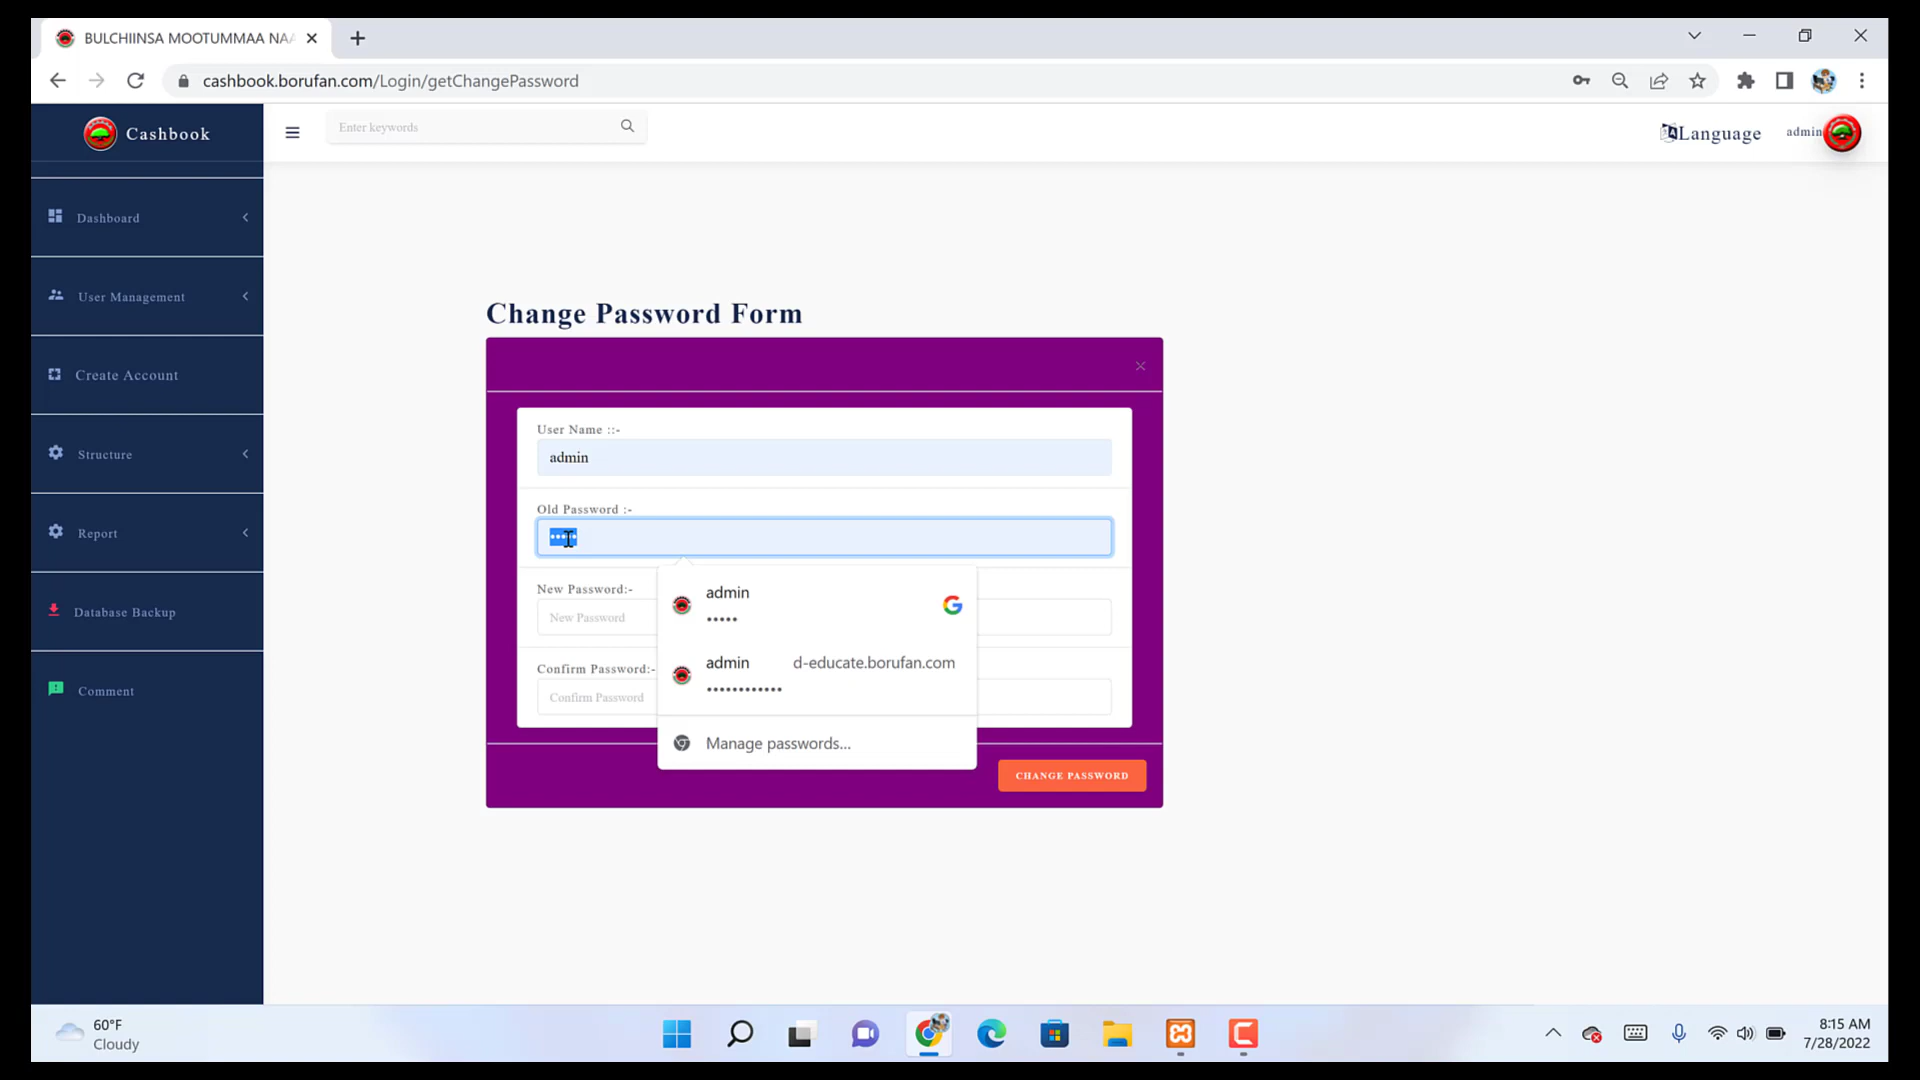 BULCHIINSA MOOTUMMAA NAA
cashbook.borufan.com/Login/getChangePassword
Cashbook
Enter keywords
Language
admin
Dashboard
User Management
Create Account
Structure
Report
Database Backup
Comment
Change Password Form
×
User Name ::-
admin
Old Password :-
•••••
New Password:-
New Password
Confirm Password:-
Confirm Password
admin
•••••
admin d-educate.borufan.com
••••••••••••
Manage passwords...
CHANGE PASSWORD
60°F
Cloudy
8:15 AM
7/28/2022